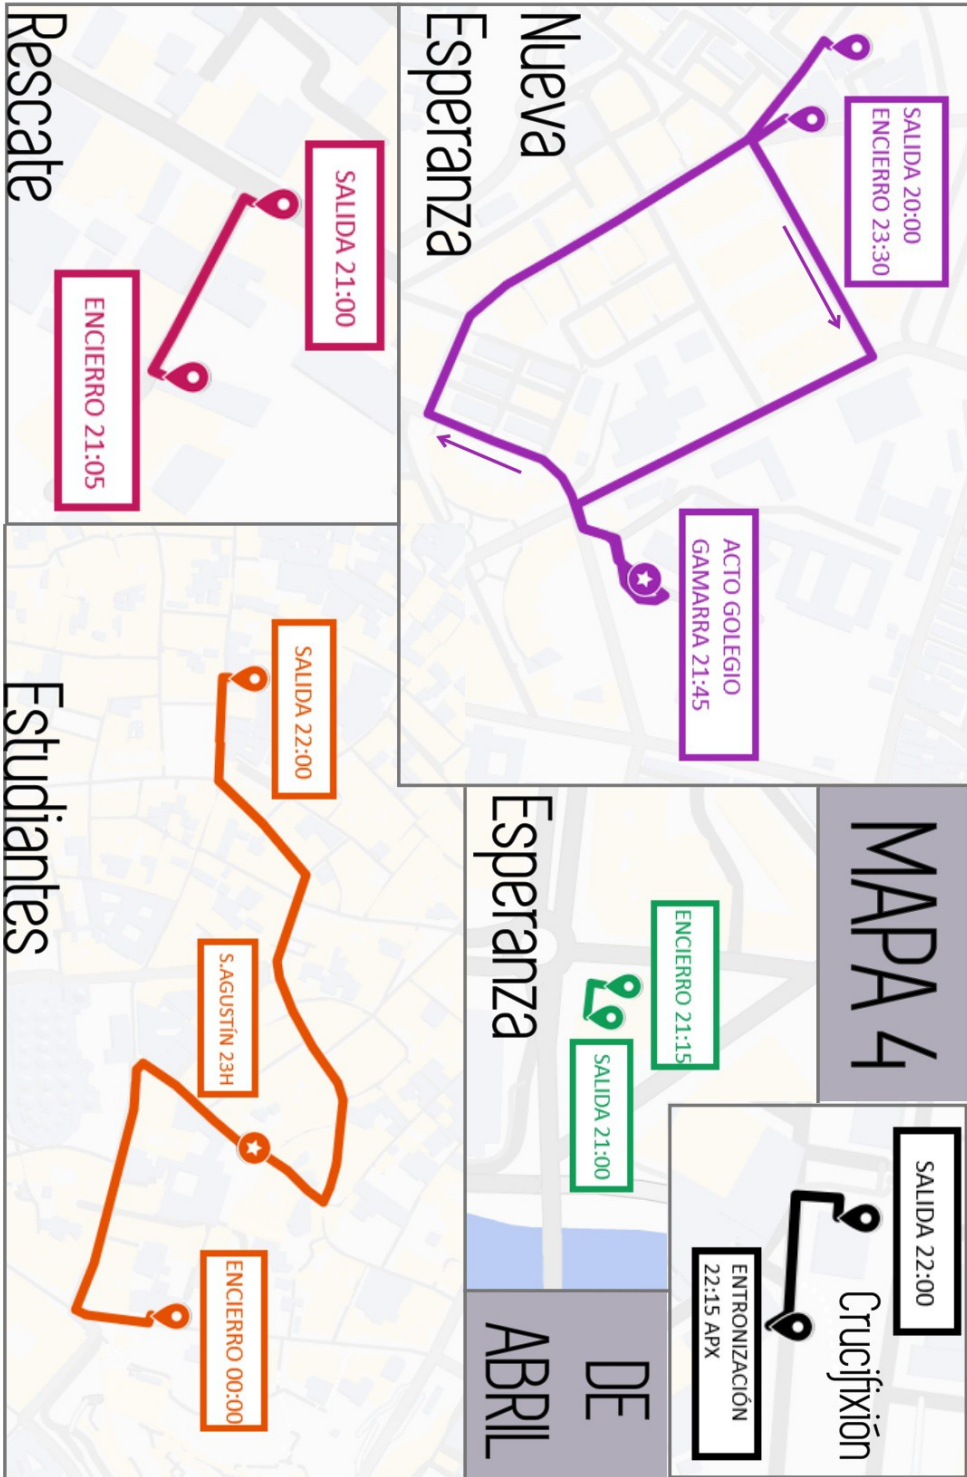 MAPA 4
DE
ABRIL
Nueva
Esperanza
SALIDA 20:00
ENCIERRO 23:30
ACTO GOLEGIO
GAMARRA 21:45
Rescate
SALIDA 21:00
ENCIERRO 21:05
Esperanza
ENCIERRO 21:15
SALIDA 21:00
Crucifixión
SALIDA 22:00
ENTRONIZACIÓN
22:15 APX
Estudiantes
SALIDA 22:00
S.AGUSTÍN 23H
ENCIERRO 00:00